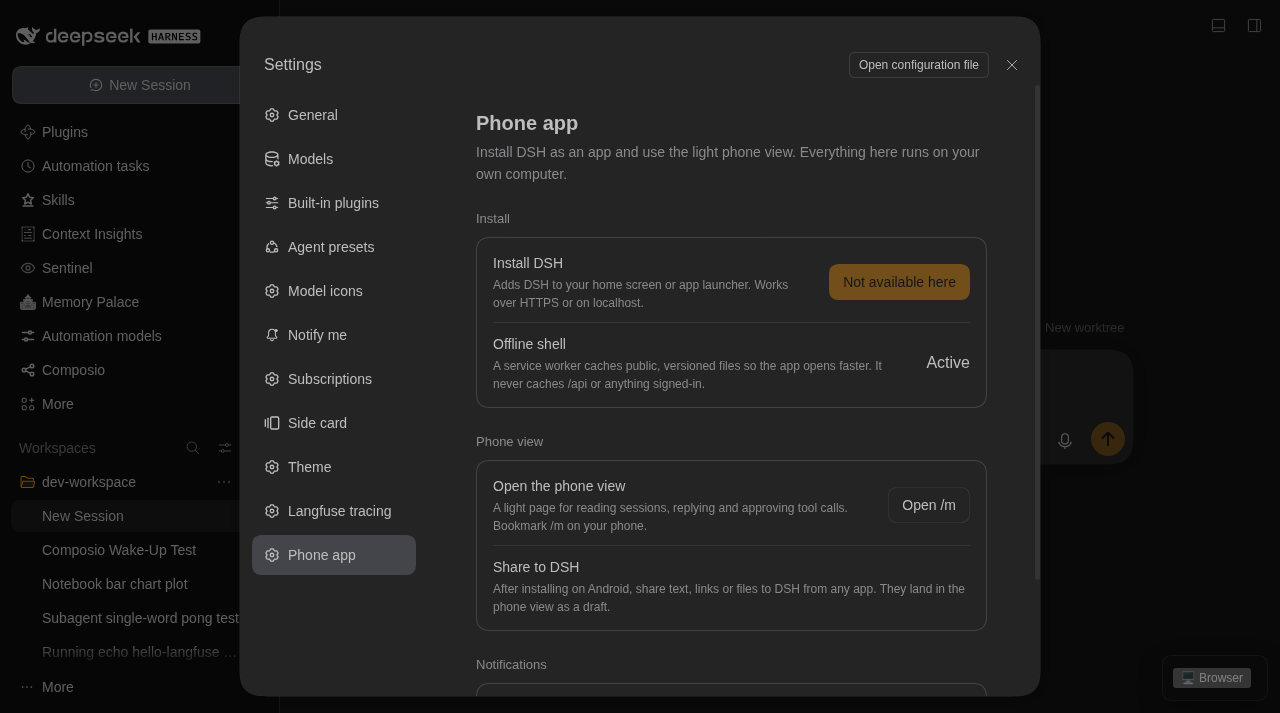 deepseek HARNESS
New Session
Plugins
Automation tasks
Skills
Context Insights
Sentinel
Memory Palace
Automation models
Composio
More
Workspaces
dev-workspace
New Session
Composio Wake-Up Test
Notebook bar chart plot
Subagent single-word pong test
Running echo hello-langfuse …
More
Settings
Open configuration file
General
Models
Built-in plugins
Agent presets
Model icons
Notify me
Subscriptions
Side card
Theme
Langfuse tracing
Phone app
Phone app
Install DSH as an app and use the light phone view. Everything here runs on your
own computer.
Install
Install DSH
Adds DSH to your home screen or app launcher. Works
over HTTPS or on localhost.
Not available here
Offline shell
A service worker caches public, versioned files so the app opens faster. It
never caches /api or anything signed-in.
Active
Phone view
Open the phone view
A light page for reading sessions, replying and approving tool calls.
Bookmark /m on your phone.
Open /m
Share to DSH
After installing on Android, share text, links or files to DSH from any app. They land in the
phone view as a draft.
Notifications
New worktree
Browser